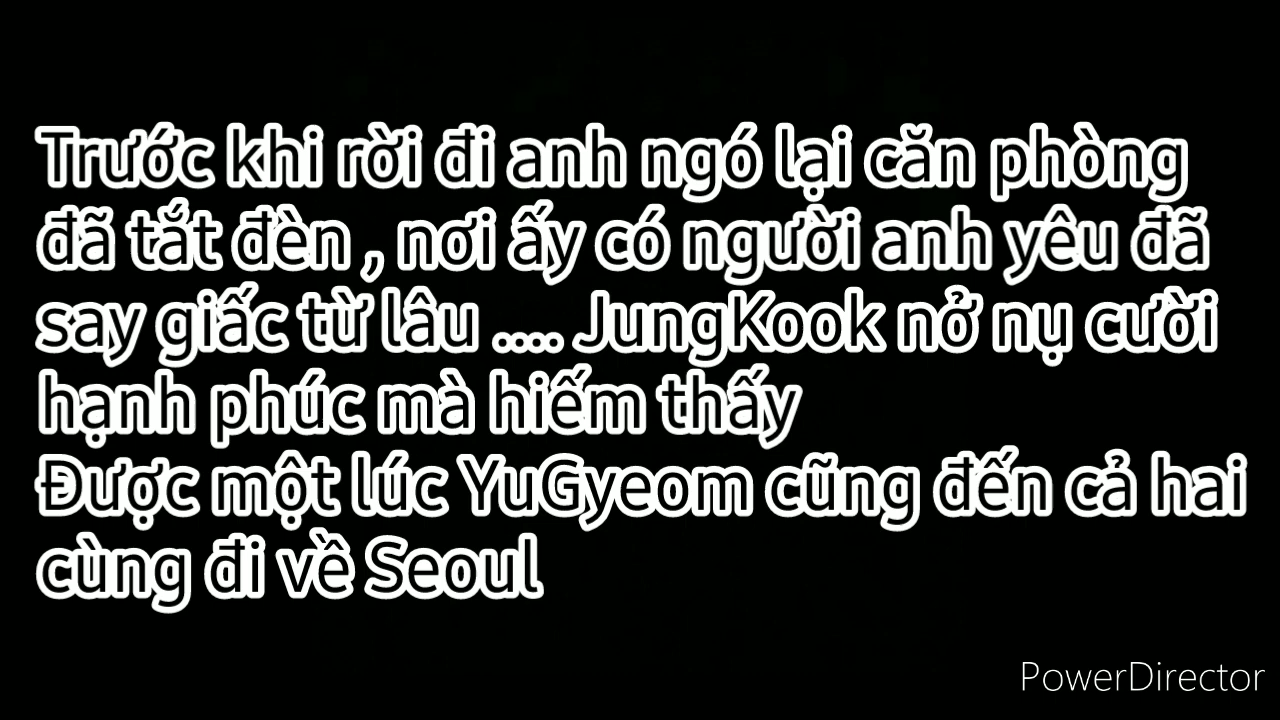 Trước khi rời đi anh ngó lại căn phòng
đã tắt đèn , nơi ấy có người anh yêu đã
say giấc từ lâu .... JungKook nở nụ cười
hạnh phúc mà hiếm thấy
Được một lúc YuGyeom cũng đến cả hai
cùng đi về Seoul
PowerDirector